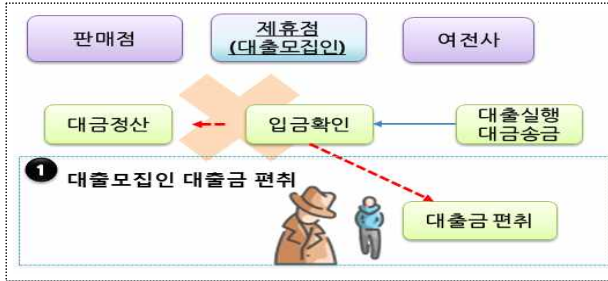 판매점
제휴점
(대출모집인)
여전사
대금정산
입금확인
대출실행
대금송금
1 대출모집인 대출금 편취
대출금 편취